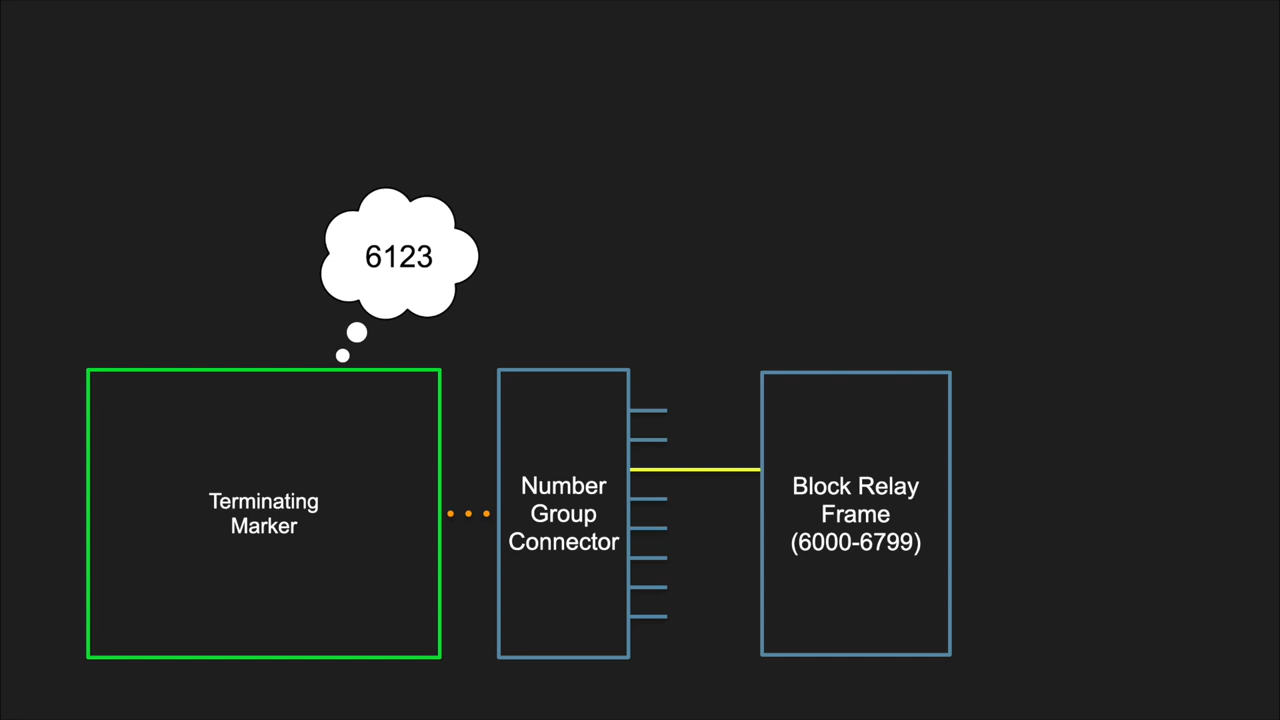 6123
Terminating
Marker
Number
Group
Connector
Block Relay
Frame
(6000-6799)